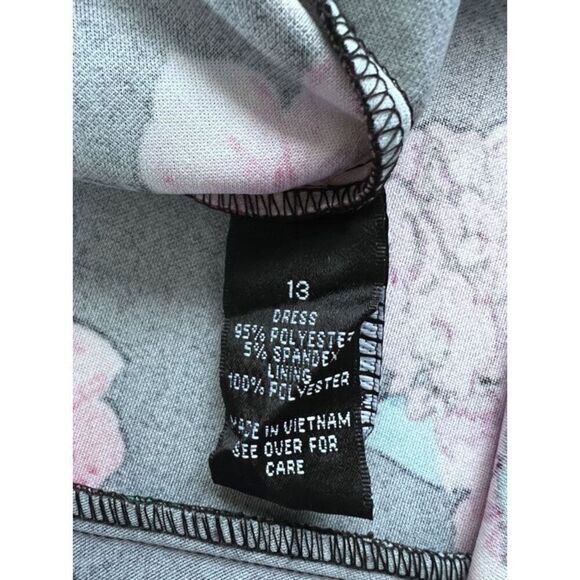 13
DRESS
95% POLYESTER
5% SPANDEX
LINING
100% POLYESTER
MADE IN VIETNAM
SEE OVER FOR
CARE